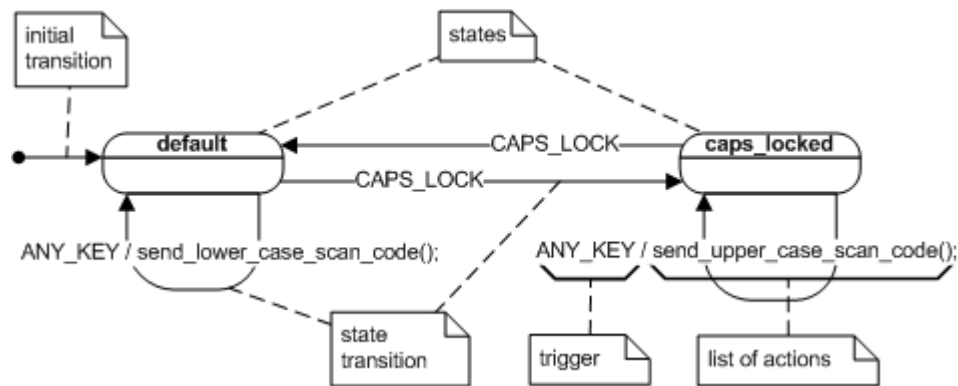 initial
transition
states
default
CAPS_LOCK
caps_locked
CAPS_LOCK
ANY_KEY / send_lower_case_scan_code();
ANY_KEY / send_upper_case_scan_code();
state
transition
trigger
list of actions